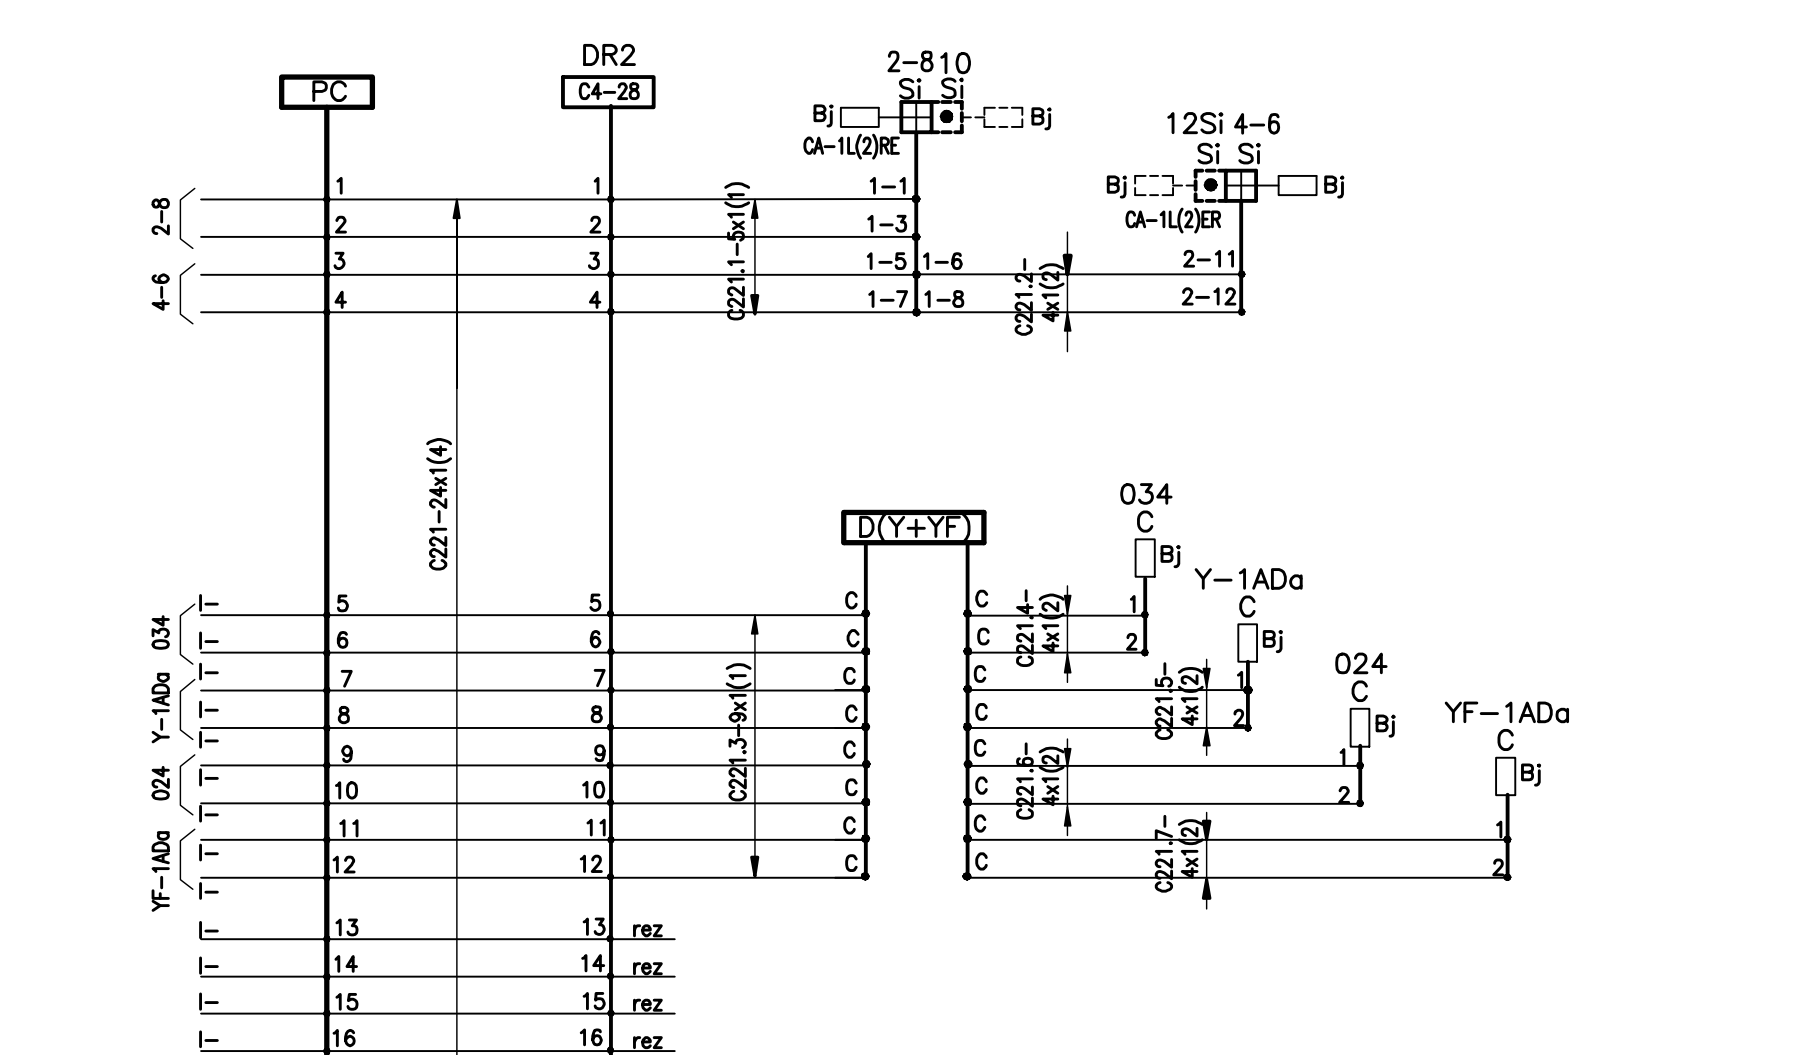 DR2
2-8 10
PC
C4-28
Si Si
Bj Bj
CA-1L(2)RE
12Si 4-6
Si Si
Bj Bj
CA-1L(2)ER
2-8
1 1 1-1
2 2 1-3
4-6
3 3 1-5 1-6 2-11
4 4 1-7 1-8 2-12
C221.1-5x1(1)
C221.2-
4x1(2)
C221-24x1(4)
034
C
Bj
D(Y+YF)
Y-1ADa
C
Bj
024
C
Bj
YF-1ADa
C
Bj
034
I- 5 5 C C 1
I- 6 6 C C 2
C221.4-
4x1(2)
Y-1ADa
I- 7 7 C C 1
I- 8 8 C C 2
C221.3-9x1(1)
C221.5-
4x1(2)
024
I- 9 9 C C 1
I- 10 10 C C 2
C221.6-
4x1(2)
YF-1ADa
I- 11 11 C C 1
I- 12 12 C C 2
I-
C221.7-
4x1(2)
I- 13 13 rez
I- 14 14 rez
I- 15 15 rez
I- 16 16 rez